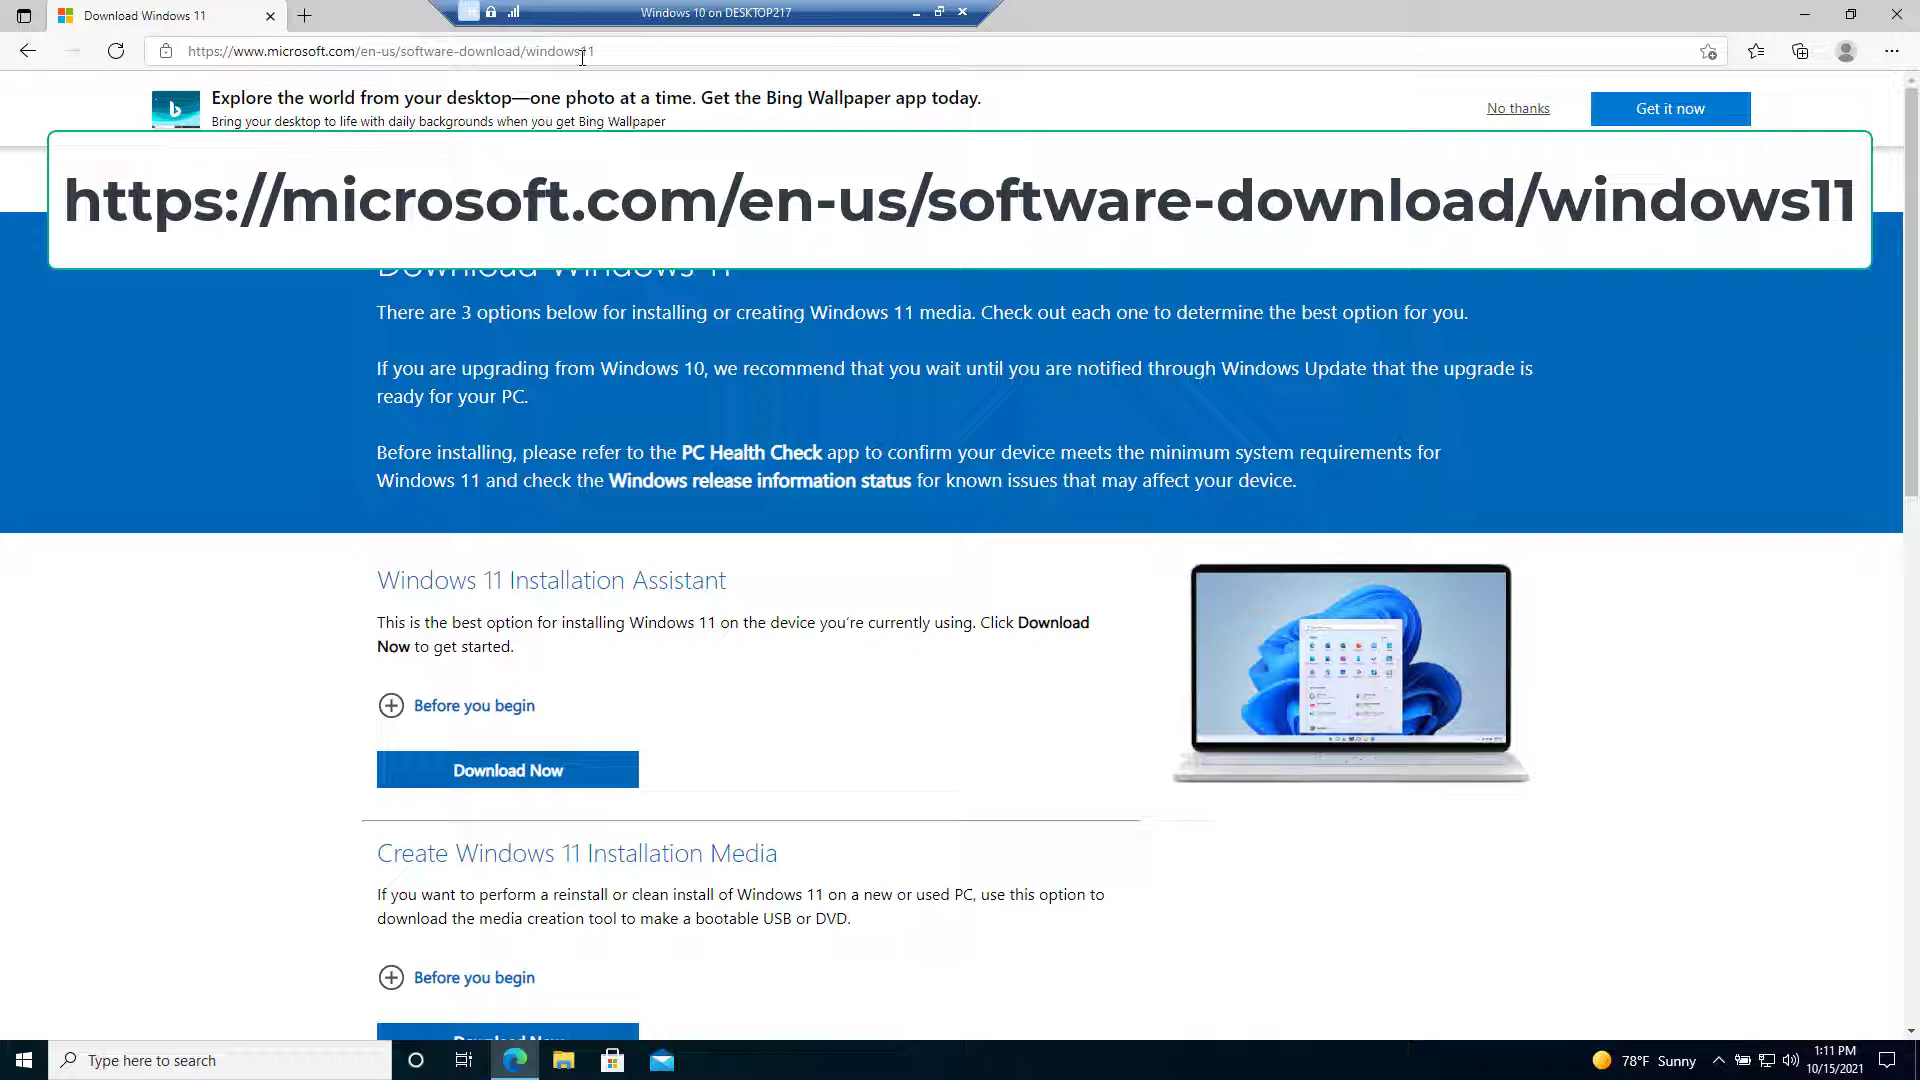 Download Windows 11
Windows 10 on DESKTOP217
https://www.microsoft.com/en-us/software-download/windows11
Explore the world from your desktop—one photo at a time. Get the Bing Wallpaper app today.
Bring your desktop to life with daily backgrounds when you get Bing Wallpaper
No thanks
Get it now
https://microsoft.com/en-us/software-download/windows11
Download Windows 11
There are 3 options below for installing or creating Windows 11 media. Check out each one to determine the best option for you.
If you are upgrading from Windows 10, we recommend that you wait until you are notified through Windows Update that the upgrade is
ready for your PC.
Before installing, please refer to the PC Health Check app to confirm your device meets the minimum system requirements for
Windows 11 and check the Windows release information status for known issues that may affect your device.
Windows 11 Installation Assistant
This is the best option for installing Windows 11 on the device you’re currently using. Click Download
Now to get started.
Before you begin
Download Now
Create Windows 11 Installation Media
If you want to perform a reinstall or clean install of Windows 11 on a new or used PC, use this option to
download the media creation tool to make a bootable USB or DVD.
Before you begin
Download Now
Type here to search
78°F Sunny
1:11 PM
10/15/2021